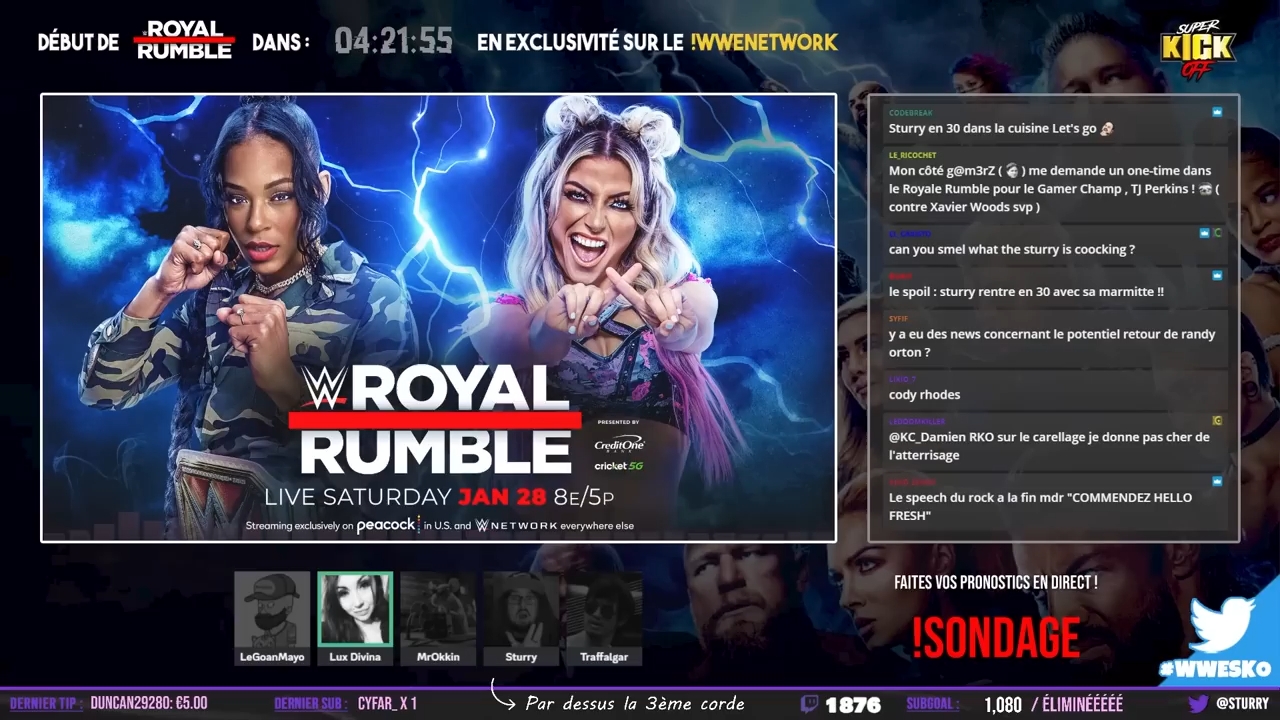 DÉBUT DE ROYAL RUMBLE DANS : 04:21:55 EN EXCLUSIVITÉ SUR LE !WWENETWORK
SUPER
KICK
OFF
CODEBREAK
Sturry en 30 dans la cuisine Let's go
LE_RICOCHET
Mon côté g@m3rZ ( ) me demande un one-time dans
le Royale Rumble pour le Gamer Champ , TJ Perkins ! (
contre Xavier Woods svp )
can you smel what the sturry is coocking ?
le spoil : sturry rentre en 30 avec sa marmitte !!
SYFIF
y a eu des news concernant le potentiel retour de randy
orton ?
cody rhodes
@KC_Damien RKO sur le carellage je donne pas cher de
l'atterrisage
Le speech du rock a la fin mdr "COMMENDEZ HELLO
FRESH"
W ROYAL
RUMBLE
PRESENTED BY
CreditOne
BANK
cricket 5G
LIVE SATURDAY JAN 28 8E/5P
Streaming exclusively on peacock in U.S. and W NETWORK everywhere else
LeGoanMayo
Lux Divina
MrOkkin
Sturry
Traffalgar
FAITES VOS PRONOSTICS EN DIRECT !
!SONDAGE
#WWESKO
DERNIER TIP : DUNCAN29280: €5.00
DERNIER SUB : CYFAR_ X 1
Par dessus la 3ème corde
1876
SUBGOAL : 1,080 / ÉLIMINÉÉÉÉÉ
@STURRY